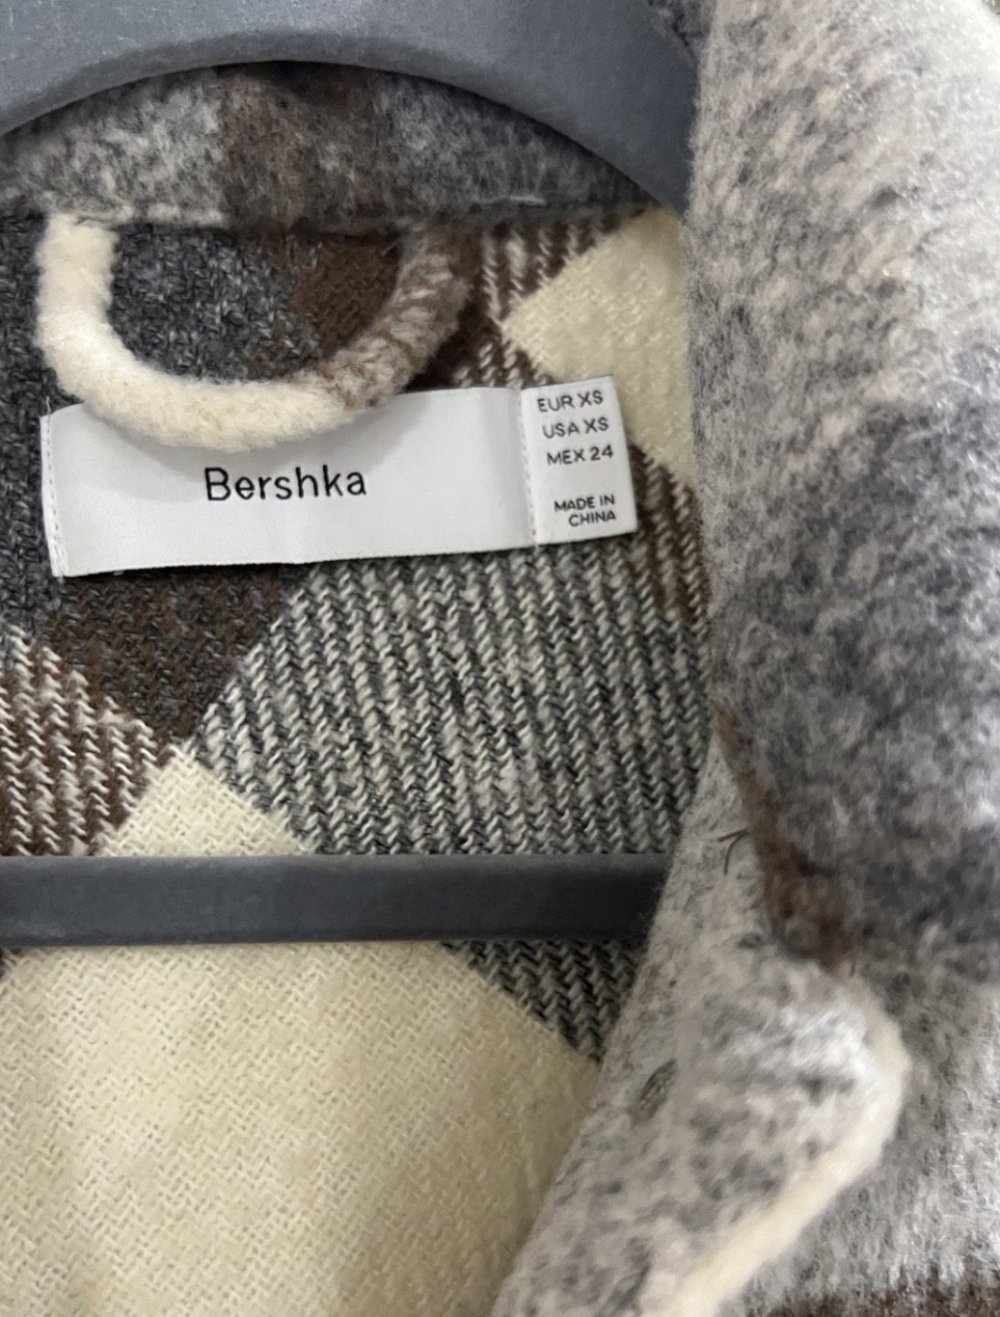 Bershka
EUR XS
USA XS
MEX 24
MADE IN
CHINA